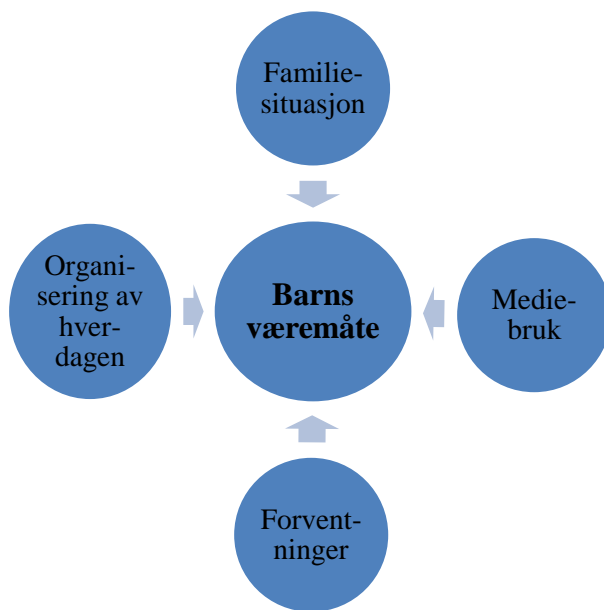 Familie-
situasjon
Organi-
sering av
hver-
dagen
Barns
væremåte
Medie-
bruk
Forvent-
ninger